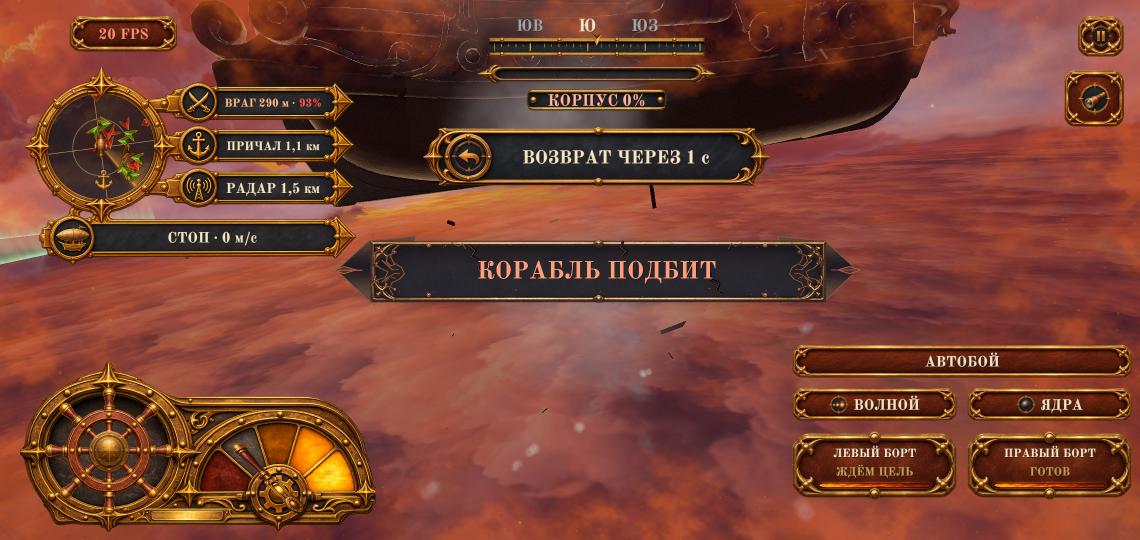 20 FPS
ЮВ Ю ЮЗ
КОРПУС 0%
ВРАГ 290 м · 93%
ПРИЧАЛ 1,1 км
РАДАР 1,5 км
СТОП · 0 м/с
ВОЗВРАТ ЧЕРЕЗ 1 с
КОРАБЛЬ ПОДБИТ
АВТОБОЙ
ВОЛНОЙ
ЯДРА
ЛЕВЫЙ БОРТ
ЖДЁМ ЦЕЛЬ
ПРАВЫЙ БОРТ
ГОТОВ